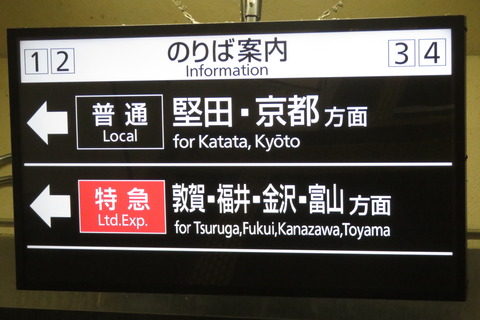 1 2 のりば案内 3 4
Information
普通 堅田・京都 方面
Local for Katata, Kyōto
特急 敦賀・福井・金沢・富山 方面
Ltd.Exp. for Tsuruga,Fukui,Kanazawa,Toyama